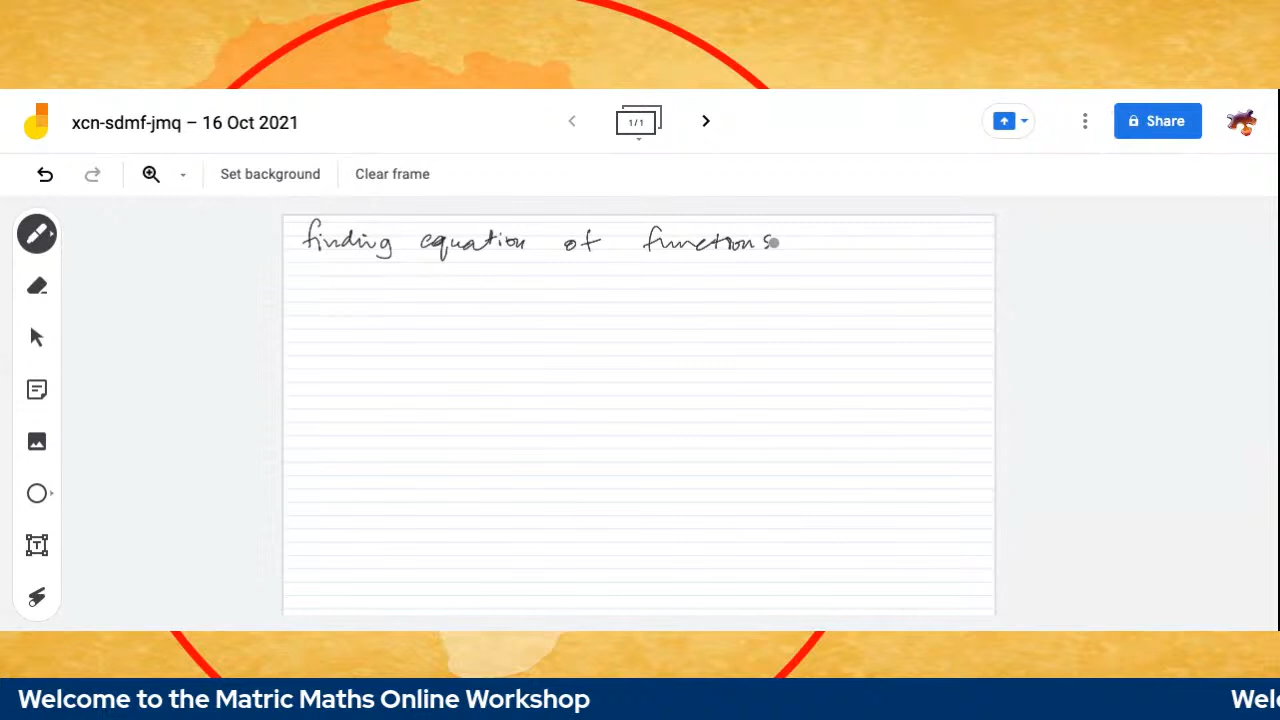 xcn-sdmf-jmq – 16 Oct 2021
1/1
Share
Set background
Clear frame
finding equation of functions
T
Welcome to the Matric Maths Online Workshop
Welc